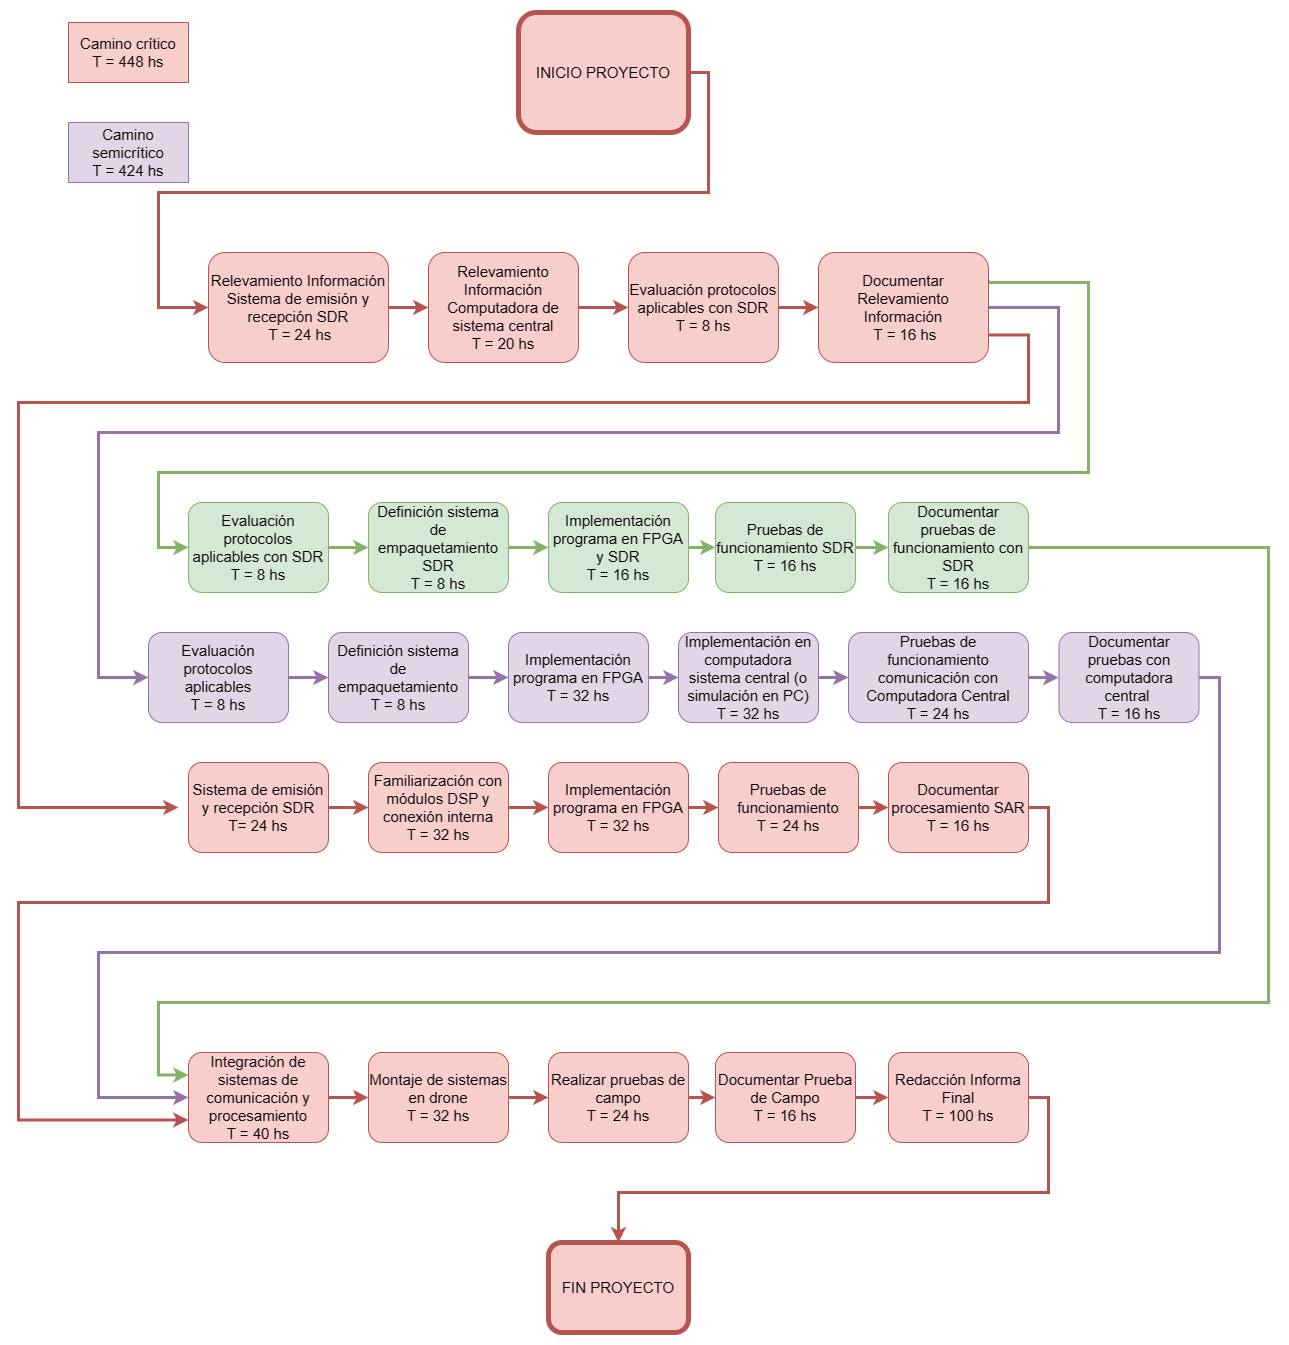 Camino crítico
T = 448 hs
INICIO PROYECTO
Camino
semicrítico
T = 424 hs
Relevamiento Información
Sistema de emisión y
recepción SDR
T = 24 hs
Relevamiento
Información
Computadora de
sistema central
T = 20 hs
Evaluación protocolos
aplicables con SDR
T = 8 hs
Documentar
Relevamiento
Información
T = 16 hs
Evaluación
protocolos
aplicables con SDR
T = 8 hs
Definición sistema
de
empaquetamiento
SDR
T = 8 hs
Implementación
programa en FPGA
y SDR
T = 16 hs
Pruebas de
funcionamiento SDR
T = 16 hs
Documentar
pruebas de
funcionamiento con
SDR
T = 16 hs
Evaluación
protocolos
aplicables
T = 8 hs
Definición sistema
de
empaquetamiento
T = 8 hs
Implementación
programa en FPGA
T = 32 hs
Implementación en
computadora
sistema central (o
simulación en PC)
T = 32 hs
Pruebas de
funcionamiento
comunicación con
Computadora Central
T = 24 hs
Documentar
pruebas con
computadora
central
T = 16 hs
Sistema de emisión
y recepción SDR
T= 24 hs
Familiarización con
módulos DSP y
conexión interna
T = 32 hs
Implementación
programa en FPGA
T = 32 hs
Pruebas de
funcionamiento
T = 24 hs
Documentar
procesamiento SAR
T = 16 hs
Integración de
sistemas de
comunicación y
procesamiento
T = 40 hs
Montaje de sistemas
en drone
T = 32 hs
Realizar pruebas de
campo
T = 24 hs
Documentar Prueba
de Campo
T = 16 hs
Redacción Informa
Final
T = 100 hs
FIN PROYECTO